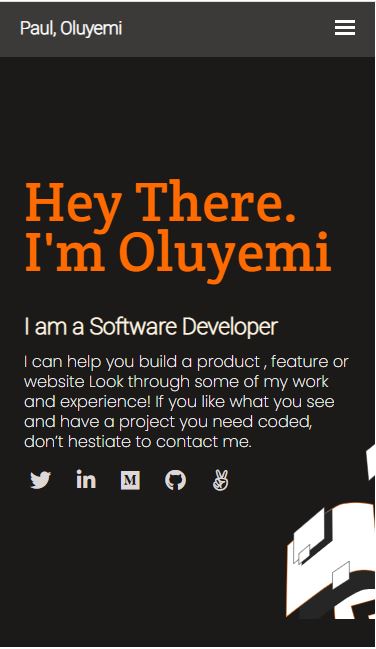 Paul, Oluyemi
Hey There.
I'm Oluyemi
I am a Software Developer
I can help you build a product , feature or
website Look through some of my work
and experience! If you like what you see
and have a project you need coded,
don’t hestiate to contact me.